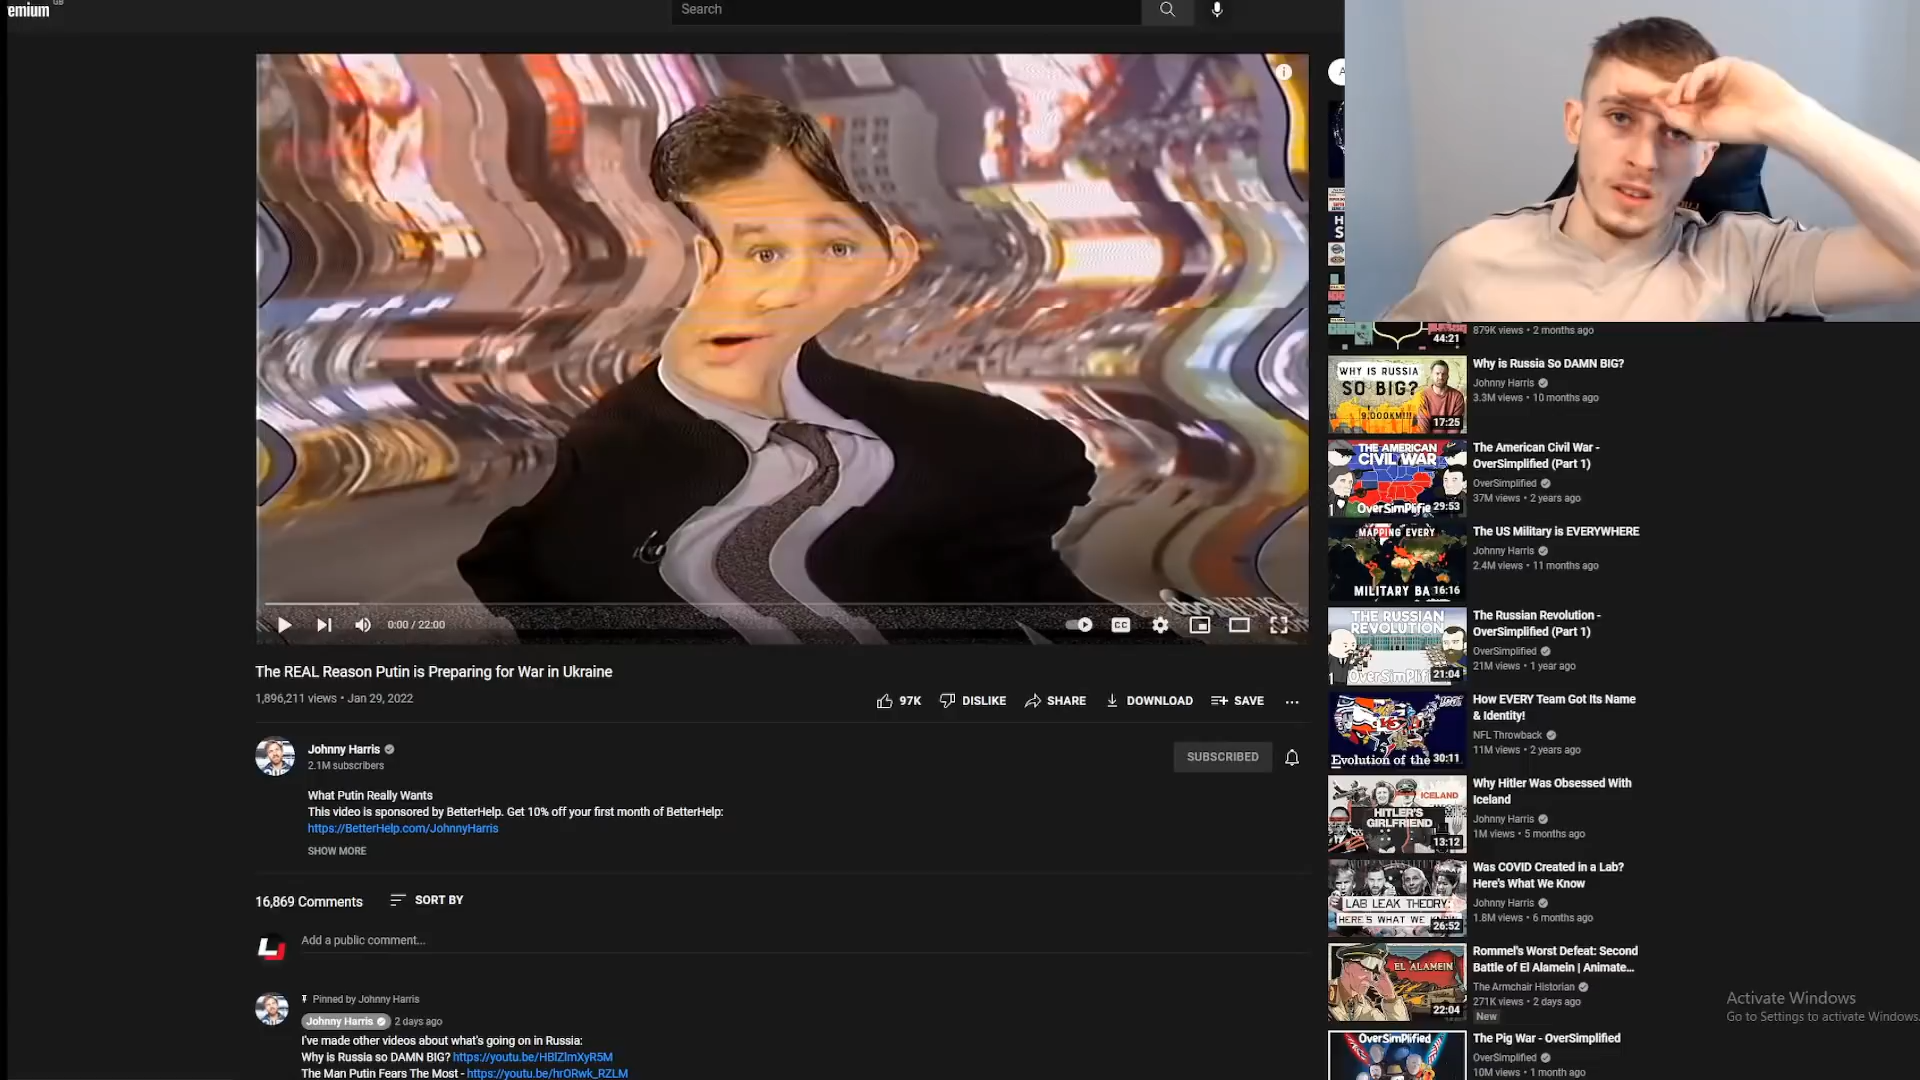 emium
GB
Search
0:00 / 22:00
CC
abc NEWS
The REAL Reason Putin is Preparing for War in Ukraine
1,896,211 views • Jan 29, 2022
97K
DISLIKE
SHARE
DOWNLOAD
SAVE
Johnny Harris
2.1M subscribers
SUBSCRIBED
What Putin Really Wants
This video is sponsored by BetterHelp. Get 10% off your first month of BetterHelp:
https://BetterHelp.com/JohnnyHarris
SHOW MORE
16,869 Comments
SORT BY
Add a public comment...
Pinned by Johnny Harris
Johnny Harris
2 days ago
I've made other videos about what's going on in Russia:
Why is Russia so DAMN BIG? https://youtu.be/HBlZlmXyR5M
The Man Putin Fears The Most - https://youtu.be/hrORwk_RZLM
44:21
879K views • 2 months ago
WHY IS RUSSIA
SO BIG?
9,000KM!!!
17:25
Why is Russia So DAMN BIG?
Johnny Harris
3.3M views • 10 months ago
THE AMERICAN
CIVIL WAR
1
OverSimplifie
29:53
The American Civil War -
OverSimplified (Part 1)
OverSimplified
37M views • 2 years ago
MAPPING EVERY
MILITARY BA
16:16
The US Military is EVERYWHERE
Johnny Harris
2.4M views • 11 months ago
THE RUSSIAN
REVOLUTION
1
OverSimplifi
21:04
The Russian Revolution -
OverSimplified (Part 1)
OverSimplified
21M views • 1 year ago
Evolution of the
30:11
How EVERY Team Got Its Name
& Identity!
NFL Throwback
11M views • 2 years ago
ICELAND
HITLER'S
GIRLFRIEND
13:12
Why Hitler Was Obsessed With
Iceland
Johnny Harris
1M views • 5 months ago
LAB LEAK THEORY:
HERE'S WHAT WE
26:52
Was COVID Created in a Lab?
Here's What We Know
Johnny Harris
1.8M views • 6 months ago
EL ALAMEIN
22:04
Rommel's Worst Defeat: Second
Battle of El Alamein | Animate...
The Armchair Historian
271K views • 2 days ago
New
OverSimplified
The Pig War - OverSimplified
OverSimplified
10M views • 1 month ago
Activate Windows
Go to Settings to activate Windows.